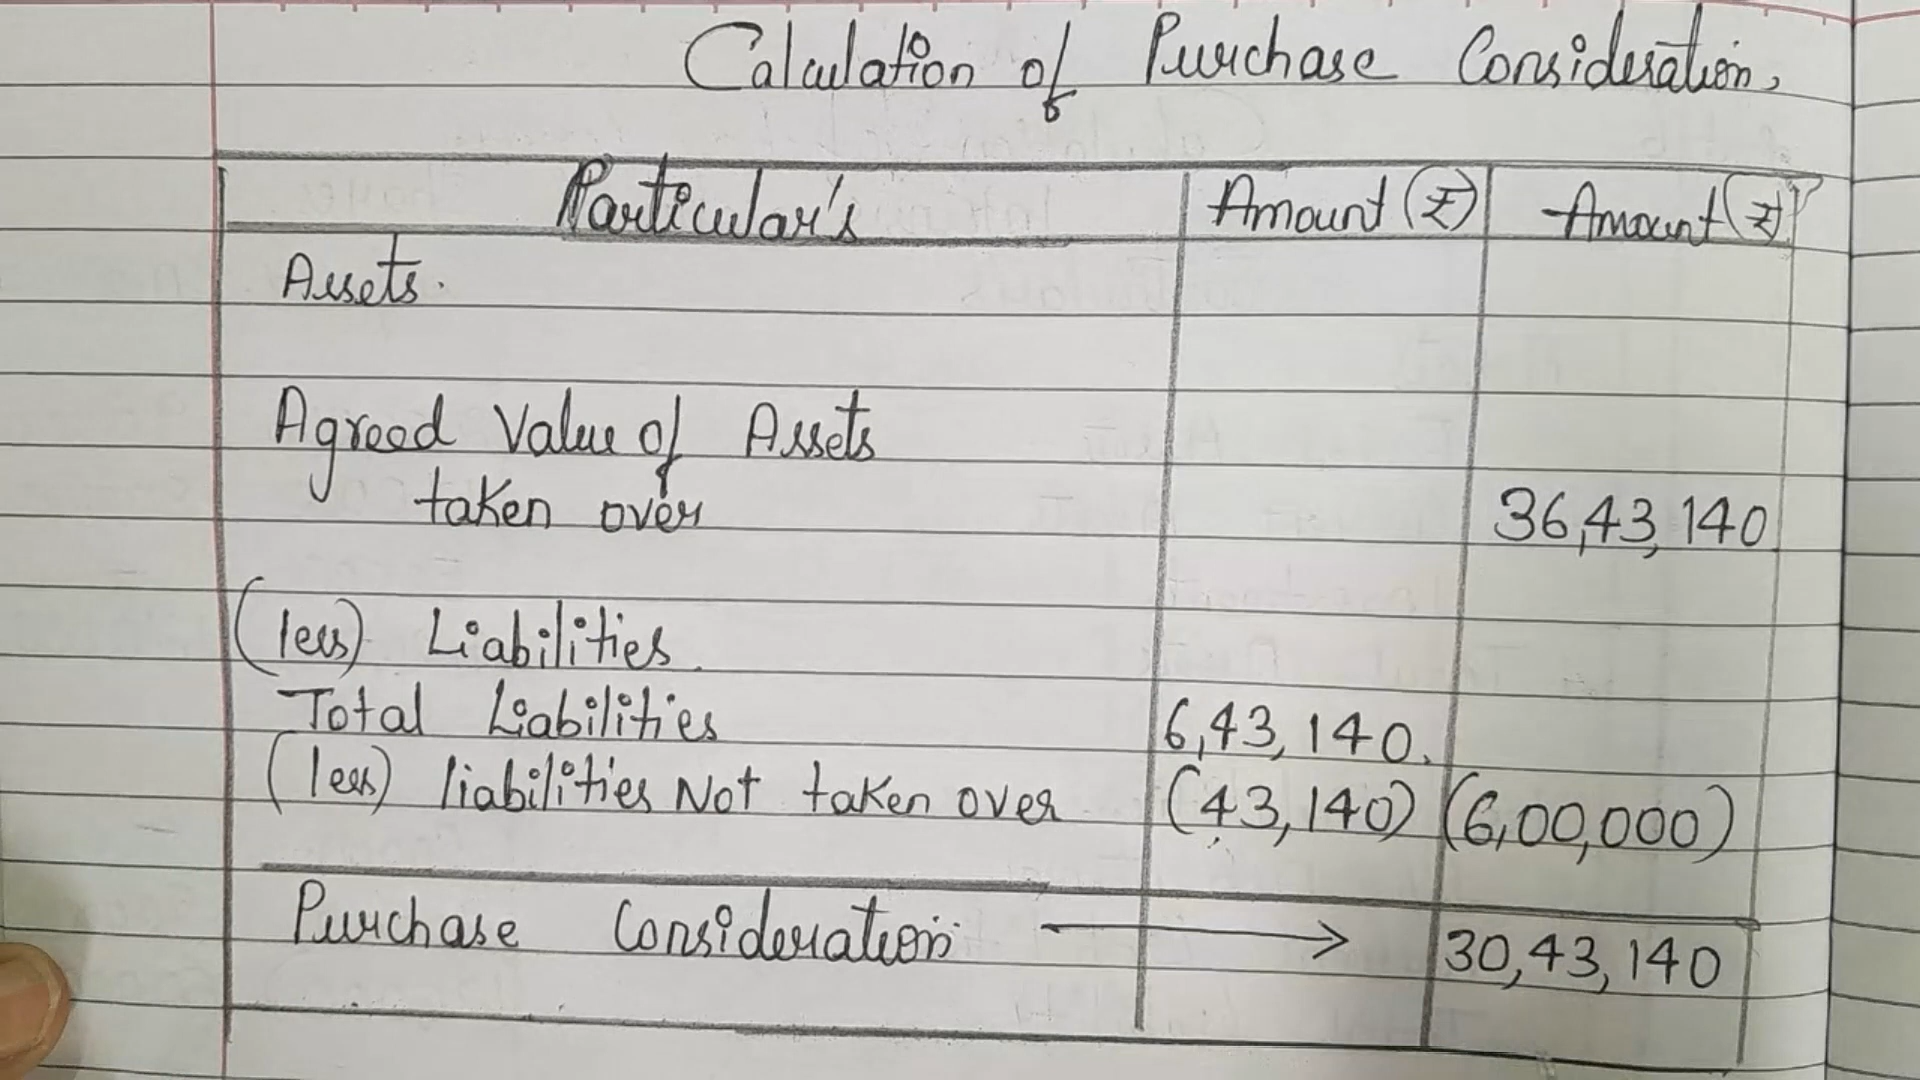 Calculation of Purchase Consideration,
Particular's Amount (₹) Amount (₹)
Assets.
Agreed Value of Assets
taken over 36,43,140
(less) Liabilities.
Total Liabilities 6,43,140.
(less) liabilities Not taken over (43,140) (6,00,000)
Purchase Consideration → 30,43,140